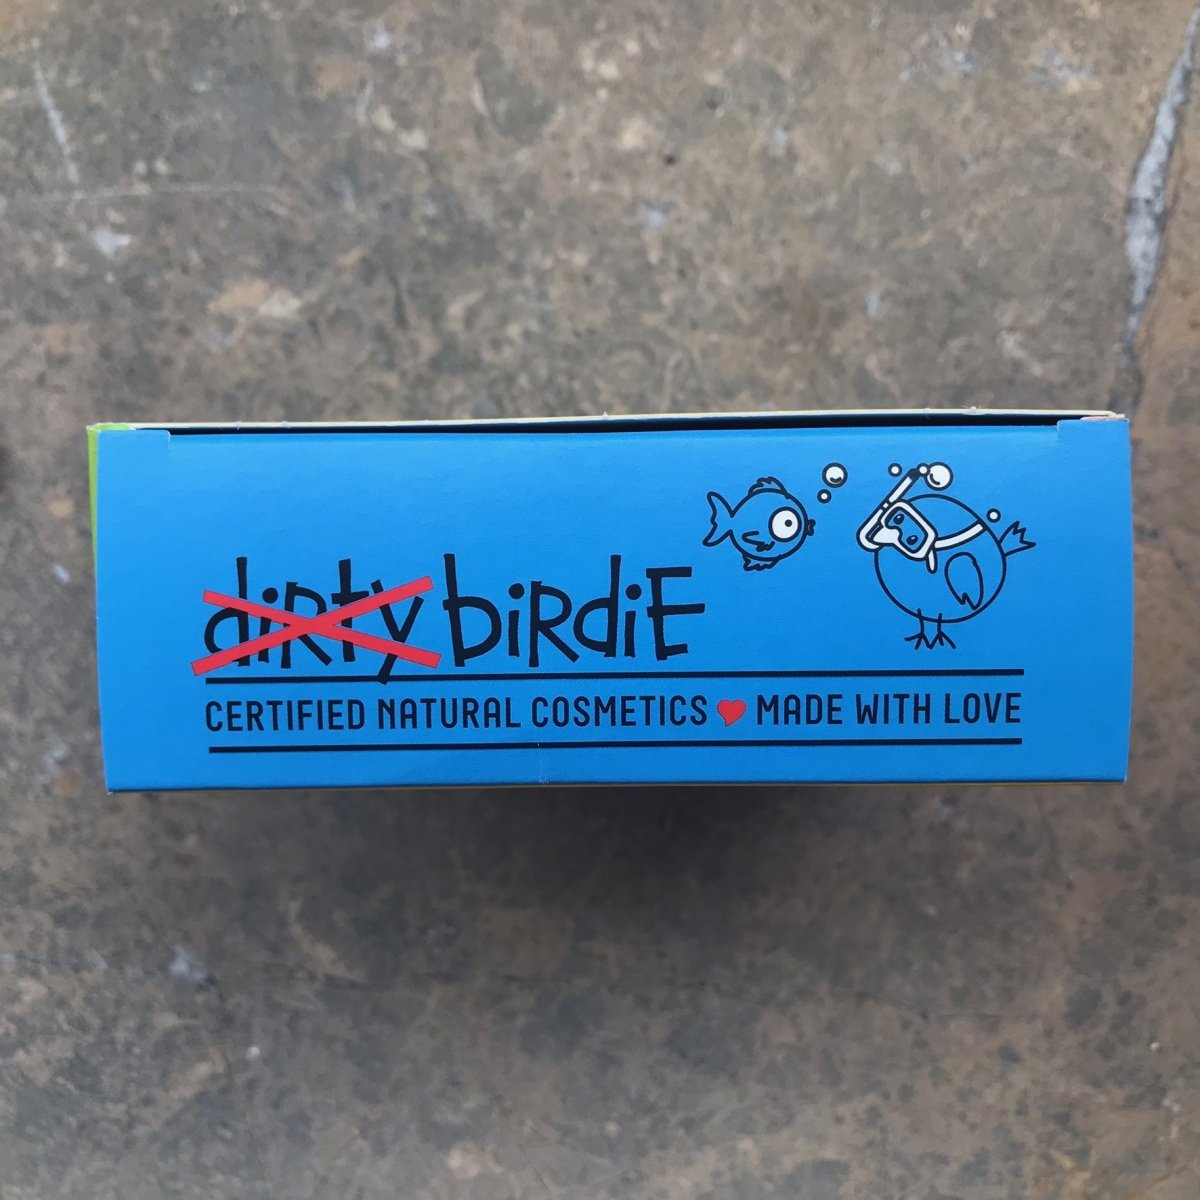 diRty biRdiE
CERTIFIED NATURAL COSMETICS MADE WITH LOVE